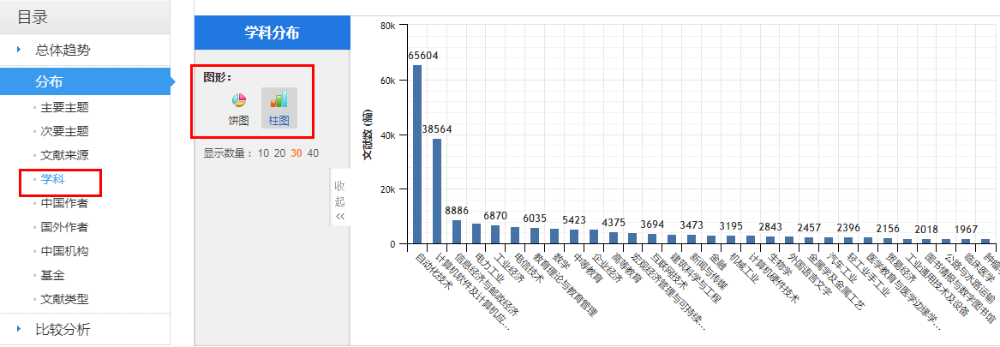 目录
总体趋势
分布
主要主题
次要主题
文献来源
学科
中国作者
国外作者
中国机构
基金
文献类型
比较分析
学科分布
图形：
饼图 柱图
显示数量： 10 20 30 40
收
起
文献数 (篇)
80k
60k
40k
20k
0
65604
38564
8886
6870
6035
5423
4375
3694
3473
3195
2843
2457
2396
2156
2018
1967
自动化技术
计算机软件及计算机应…
信息经济与邮政经济
电力工业
工业经济
电信技术
教育理论与教育管理
数学
中等教育
企业经济
高等教育
宏观经济管理与可持续…
互联网技术
建筑科学与工程
新闻与传媒
金融
机械工业
计算机硬件技术
生物学
外国语言文字
金属学及金属工艺
汽车工业
轻工业手工业
医学教育与医学边缘学…
贸易经济
工业通用技术及设备
图书情报与数字图书馆
公路与水路运输
临床医学